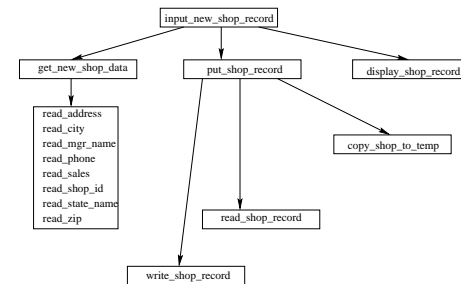 input_new_shop_record
get_new_shop_data
put_shop_record
display_shop_record
read_address
read_city
read_mgr_name
read_phone
read_sales
read_shop_id
read_state_name
read_zip
copy_shop_to_temp
read_shop_record
write_shop_record